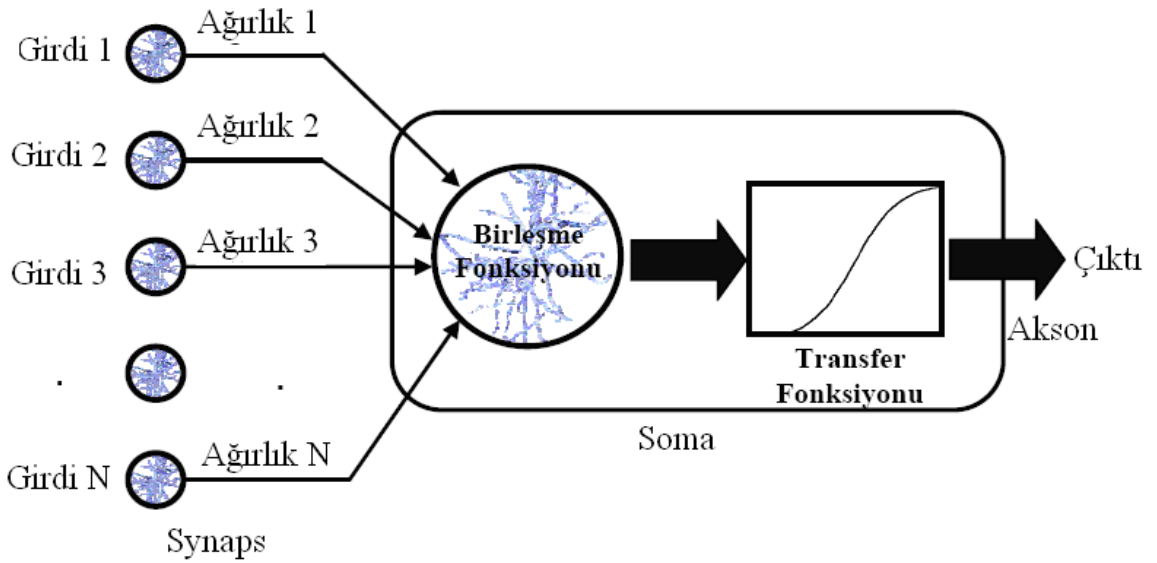 Girdi 1
Ağırlık 1
Girdi 2
Ağırlık 2
Girdi 3
Ağırlık 3
.
.
Girdi N
Ağırlık N
Synaps
Birleşme
Fonksiyonu
Transfer
Fonksiyonu
Soma
Çıktı
Akson